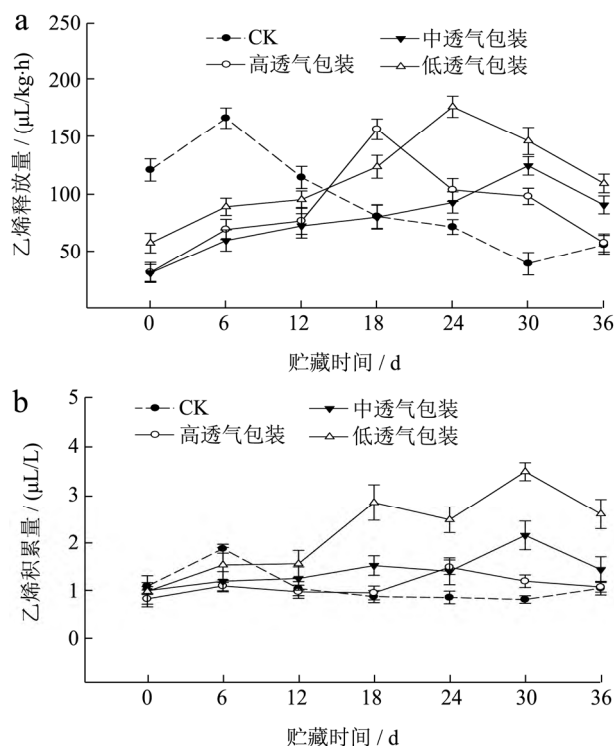 a
CK
中透气包装
高透气包装
低透气包装
250
200
150
100
50
乙烯释放量 / (μL/kg·h)
0 6 12 18 24 30 36
贮藏时间 / d
b
CK
中透气包装
高透气包装
低透气包装
5
4
3
2
1
0
乙烯积累量 / (μL/L)
0 6 12 18 24 30 36
贮藏时间 / d